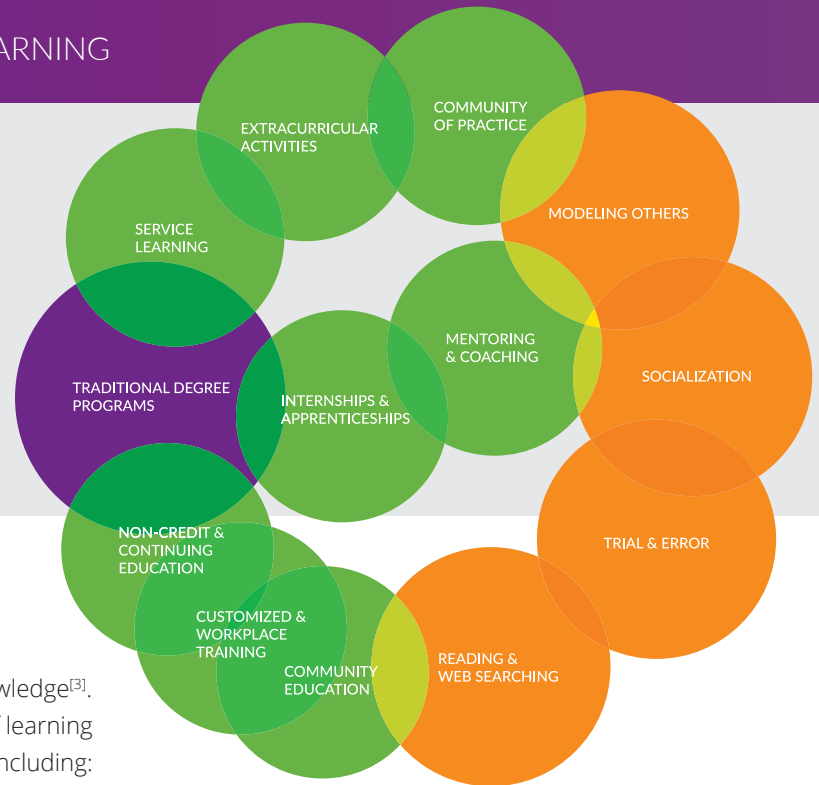 ARNING
EXTRACURRICULAR
ACTIVITIES
COMMUNITY
OF PRACTICE
MODELING OTHERS
SERVICE
LEARNING
MENTORING
& COACHING
SOCIALIZATION
TRADITIONAL DEGREE
PROGRAMS
INTERNSHIPS &
APPRENTICESHIPS
NON-CREDIT &
CONTINUING
EDUCATION
TRIAL & ERROR
CUSTOMIZED &
WORKPLACE
TRAINING
COMMUNITY
EDUCATION
READING &
WEB SEARCHING
wledge[3].
learning
ncluding: